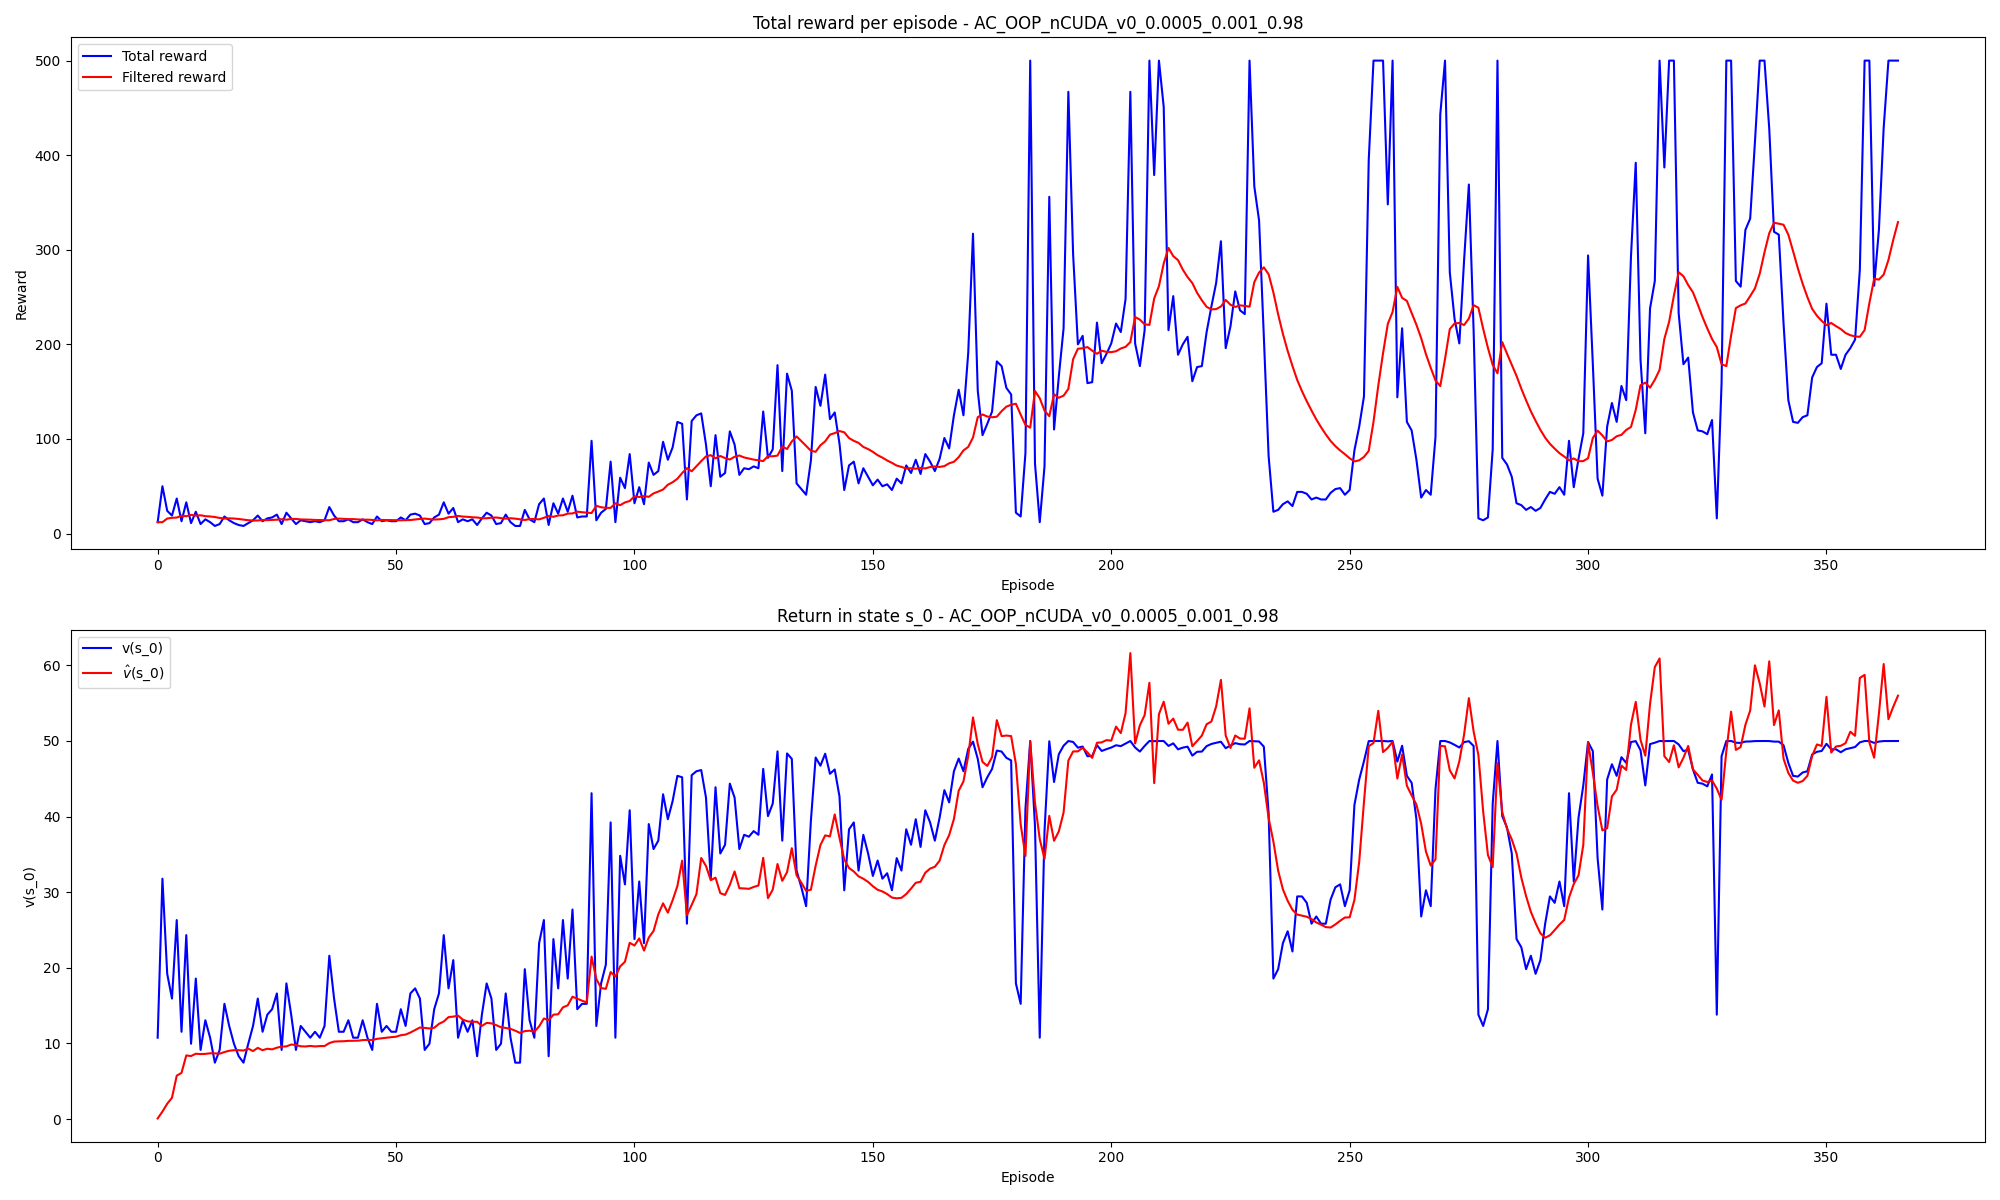 Total reward per episode - AC_OOP_nCUDA_v0_0.0005_0.001_0.98
Total reward
Filtered reward
500
400
300
200
100
0
Reward
0 50 100 150 200 250 300 350
Episode
Return in state s_0 - AC_OOP_nCUDA_v0_0.0005_0.001_0.98
v(s_0)
v̂(s_0)
60
50
40
30
20
10
0
v(s_0)
0 50 100 150 200 250 300 350
Episode